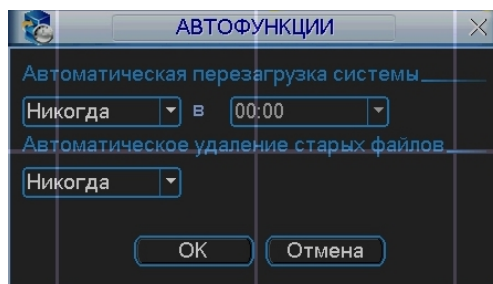 АВТОФУНКЦИИ
Автоматическая перезагрузка системы
Никогда в 00:00
Автоматическое удаление старых файлов
Никогда
OK Отмена